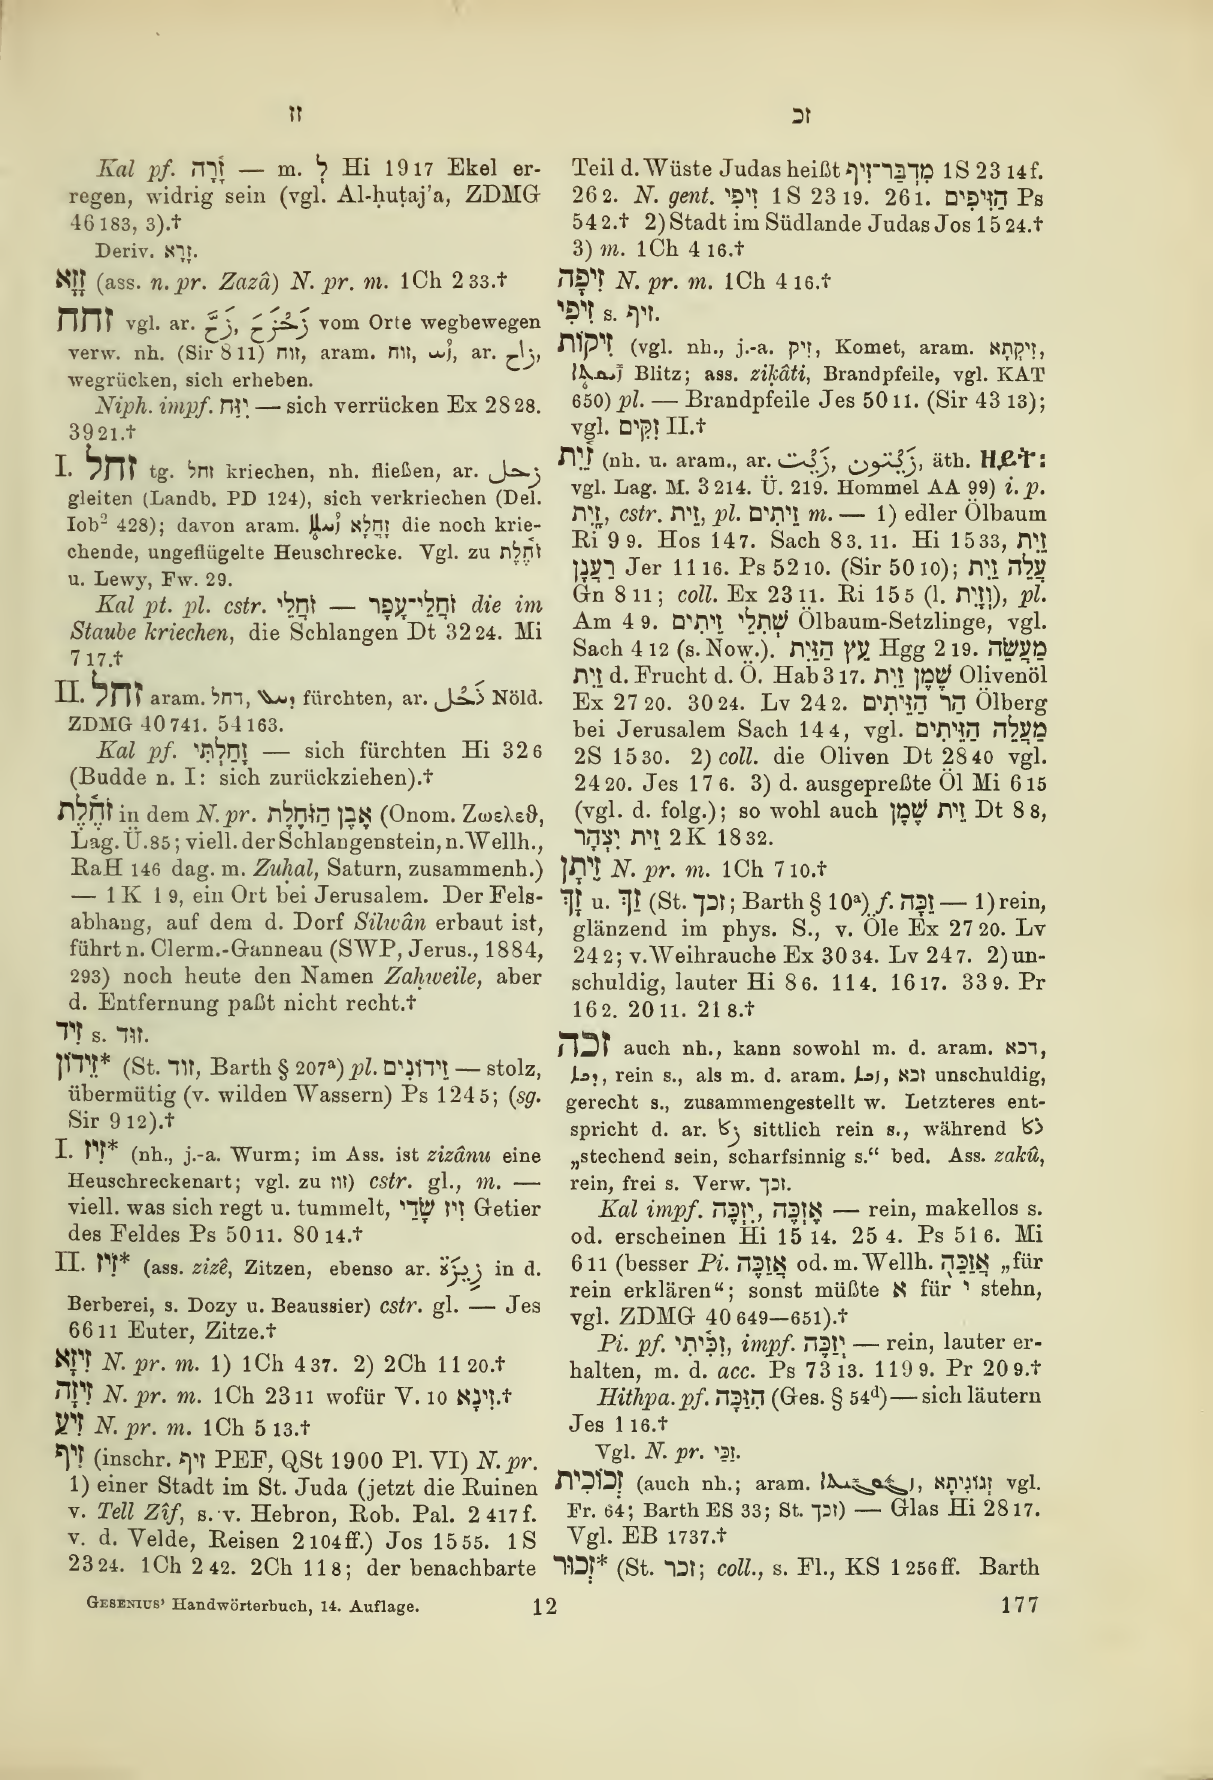 זז
זכ
Kal pf. זָרָה — m. לְ Hi 19 17 Ekel er-
regen, widrig sein (vgl. Al-ḥuṭaj’a, ZDMG
46 183, 3).†
Deriv. זָרָא.
זָזָא (ass. n. pr. Zazâ) N. pr. m. 1Ch 2 33.†
זחח vgl. ar. زَحْزَحَ, زَحَّ vom Orte wegbewegen
verw. nh. (Sir 8 11) זוח, aram. זוח, ar. زاح,
wegrücken, sich erheben.
Niph. impf. יִזַּח — sich verrücken Ex 28 28.
39 21.†
I. זחל tg. זחל kriechen, nh. fließen, ar. زحل
gleiten (Landb. PD 124), sich verkriechen (Del.
Iob² 428); davon aram. זַחֲלָא die noch krie-
chende, ungeflügelte Heuschrecke. Vgl. zu זֹחֶלֶת
u. Lewy, Fw. 29.
Kal pt. pl. cstr. זֹחֲלֵי — זֹחֲלֵי־עָפָר die im
Staube kriechen, die Schlangen Dt 32 24. Mi
7 17.†
II. זחל aram. דחל, ܕܚܠ fürchten, ar. ذَحْل Nöld.
ZDMG 40 741. 54 163.
Kal pf. זָחַלְתִּי — sich fürchten Hi 32 6
(Budde n. I: sich zurückziehen).†
זֹחֶלֶת in dem N. pr. אֶבֶן הַזֹּחֶלֶת (Onom. Ζωελεθ,
Lag. Ü. 85; viell. der Schlangenstein, n. Wellh.,
RaH 146 dag. m. Zuḥal, Saturn, zusammenh.)
— 1 K 1 9, ein Ort bei Jerusalem. Der Fels-
abhang, auf dem d. Dorf Silwân erbaut ist,
führt n. Clerm.-Ganneau (SWP, Jerus., 1884,
293) noch heute den Namen Zaḥweile, aber
d. Entfernung paßt nicht recht.†
זִיד s. זוּד.
זֵידוֹן* (St. זוד, Barth § 207ᵃ) pl. זֵידוֹנִים — stolz,
übermütig (v. wilden Wassern) Ps 124 5; (sg.
Sir 9 12).†
I. זִיז* (nh., j.-a. Wurm; im Ass. ist zizânu eine
Heuschreckenart; vgl. zu זוז) cstr. gl., m. —
viell. was sich regt u. tummelt, זִיז שָׂדַי Getier
des Feldes Ps 50 11. 80 14.†
II. זִיז* (ass. zizê, Zitzen, ebenso ar. زِيزَة in d.
Berberei, s. Dozy u. Beaussier) cstr. gl. — Jes
66 11 Euter, Zitze.†
זִיזָא N. pr. m. 1) 1Ch 4 37. 2) 2Ch 11 20.†
זִיזָה N. pr. m. 1Ch 23 11 wofür V. 10 זִינָא.†
זִיעַ N. pr. m. 1Ch 5 13.†
זִיף (inschr. זיף PEF, QSt 1900 Pl. VI) N. pr.
1) einer Stadt im St. Juda (jetzt die Ruinen
v. Tell Zîf, s. v. Hebron, Rob. Pal. 2 417 f.
v. d. Velde, Reisen 2 104 ff.) Jos 15 55. 1 S
23 24. 1Ch 2 42. 2Ch 11 8; der benachbarte
Teil d. Wüste Judas heißt מִדְבַּר־זִיף 1S 23 14 f.
26 2. N. gent. זִיפִי 1 S 23 19. 26 1. הַזִּיפִים Ps
54 2.† 2) Stadt im Südlande Judas Jos 15 24.†
3) m. 1Ch 4 16.†
זִיפָה N. pr. m. 1Ch 4 16.†
זִיפִי s. זיף.
זִיקוֹת (vgl. nh., j.-a. זִיק, Komet, aram. זִיקְתָא,
Blitz; ass. ziḳâti, Brandpfeile, vgl. KAT
650) pl. — Brandpfeile Jes 50 11. (Sir 43 13);
vgl. זִקִּים II.†
זַיִת (nh. u. aram., ar. زَيْتُون, زَيْت, äth. ዘይት፡
vgl. Lag. M. 3 214. Ü. 219. Hommel AA 99) i. p.
זָיִת, cstr. זֵית, pl. זֵיתִים m. — 1) edler Ölbaum
Ri 9 9. Hos 14 7. Sach 8 3. 11. Hi 15 33, זַיִת
רַעֲנָן Jer 11 16. Ps 52 10. (Sir 50 10); עֲלֵה זַיִת
Gn 8 11; coll. Ex 23 11. Ri 15 5 (l. וְזַיִת), pl.
Am 4 9. שְׁתִלֵי זֵיתִים Ölbaum-Setzlinge, vgl.
Sach 4 12 (s. Now.). עֵץ הַזַּיִת Hgg 2 19. מַעֲשֵׂה
זַיִת d. Frucht d. Ö. Hab 3 17. שֶׁמֶן זַיִת Olivenöl
Ex 27 20. 30 24. Lv 24 2. הַר הַזֵּיתִים Ölberg
bei Jerusalem Sach 14 4, vgl. מַעֲלֵה הַזֵּיתִים
2S 15 30. 2) coll. die Oliven Dt 28 40 vgl.
24 20. Jes 17 6. 3) d. ausgepreßte Öl Mi 6 15
(vgl. d. folg.); so wohl auch זֵית שֶׁמֶן Dt 8 8,
זֵית יִצְהָר 2 K 18 32.
זֵיתָן N. pr. m. 1Ch 7 10.†
זַךְ u. זָךְ (St. זכך; Barth § 10ᵃ) f. זַכָּה — 1) rein,
glänzend im phys. S., v. Öle Ex 27 20. Lv
24 2; v. Weihrauche Ex 30 34. Lv 24 7. 2) un-
schuldig, lauter Hi 8 6. 11 4. 16 17. 33 9. Pr
16 2. 20 11. 21 8.†
זכה auch nh., kann sowohl m. d. aram. דכא,
ܕܟܐ, rein s., als m. d. aram. ܙܟܐ, זכא unschuldig,
gerecht s., zusammengestellt w. Letzteres ent-
spricht d. ar. زكا sittlich rein s., während ذكا
„stechend sein, scharfsinnig s.“ bed. Ass. zakû,
rein, frei s. Verw. זכך.
Kal impf. יִזְכֶּה, אֶזְכֶּה — rein, makellos s.
od. erscheinen Hi 15 14. 25 4. Ps 51 6. Mi
6 11 (besser Pi. אֲזַכֶּה od. m. Wellh. אֲזַכֶּהָ „für
rein erklären“; sonst müßte א für י stehn,
vgl. ZDMG 40 649—651).†
Pi. pf. זִכִּיתִי, impf. יְזַכֶּה — rein, lauter er-
halten, m. d. acc. Ps 73 13. 119 9. Pr 20 9.†
Hithpa. pf. הִזַּכָּה (Ges. § 54ᵈ) — sich läutern
Jes 1 16.†
Vgl. N. pr. זַכַּי.
זְכוֹכִית (auch nh.; aram. זְגוֹגִיתָא vgl.
Fr. 64; Barth ES 33; St. זכך) — Glas Hi 28 17.
Vgl. EB 1737.†
זְכוּר* (St. זכר; coll., s. Fl., KS 1 256 ff. Barth
Gesenius’ Handwörterbuch, 14. Auflage.
12
177